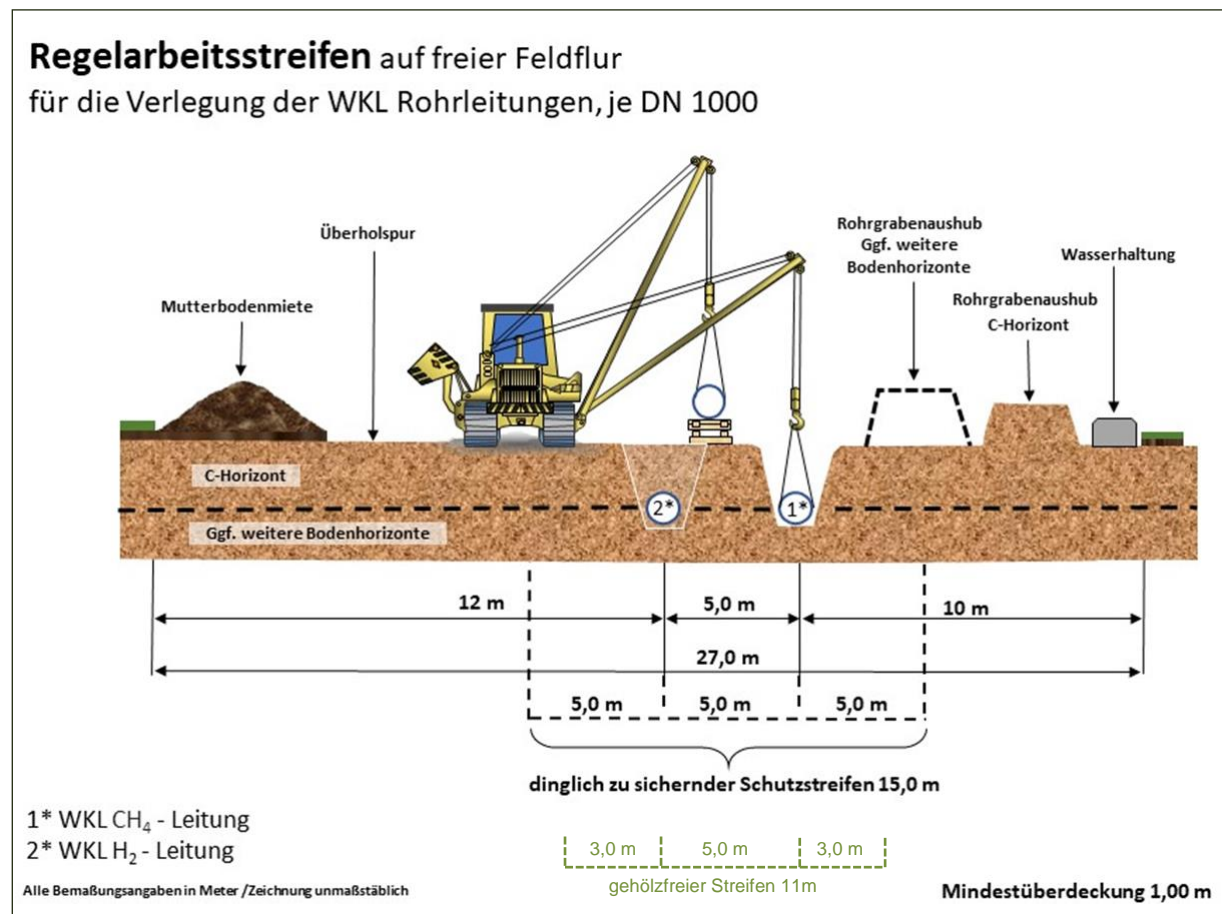 Regelarbeitsstreifen auf freier Feldflur
für die Verlegung der WKL Rohrleitungen, je DN 1000
Rohrgrabenaushub
Ggf. weitere
Bodenhorizonte
Überholspur
Wasserhaltung
Mutterbodenmiete
Rohrgrabenaushub
C-Horizont
C-Horizont
2*
1*
Ggf. weitere Bodenhorizonte
12 m
5,0 m
10 m
27,0 m
5,0 m
5,0 m
5,0 m
dinglich zu sichernder Schutzstreifen 15,0 m
1* WKL CH₄ - Leitung
2* WKL H₂ - Leitung
3,0 m
5,0 m
3,0 m
gehölzfreier Streifen 11m
Alle Bemaßungsangaben in Meter /Zeichnung unmaßstäblich
Mindestüberdeckung 1,00 m